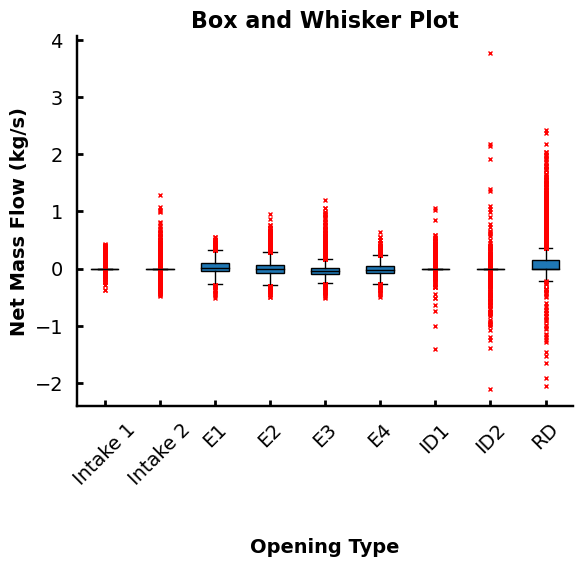 Box and Whisker Plot
Net Mass Flow (kg/s)
4
3
2
1
0
−1
−2
Intake 1
Intake 2
E1
E2
E3
E4
ID1
ID2
RD
Opening Type